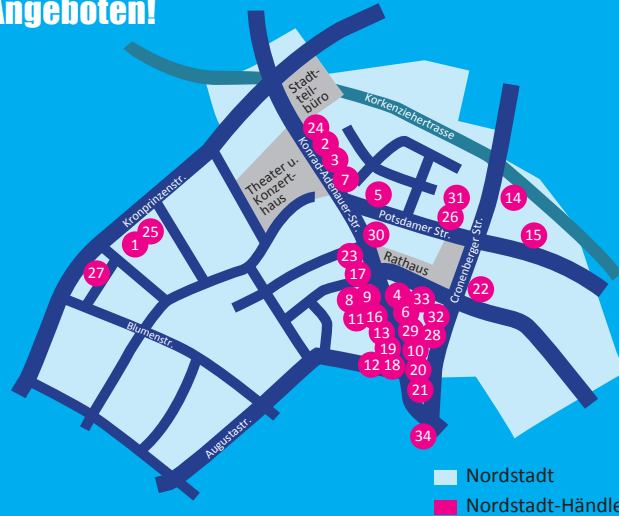 Angeboten!
Stadt-
teil-
büro
Korkenziehertrasse
24
2
3
7
Konrad-Adenauer-Str.
Theater u.
Konzert-
haus
5
31
14
26
Potsdamer Str.
15
Kronprinzenstr.
25
1
27
30
23
Rathaus
17
Cronenberger Str.
22
8
9
4
33
11
16
6
32
13
29
28
19
10
12
18
20
21
34
Blumenstr.
Augustastr.
Nordstadt
Nordstadt-Händle